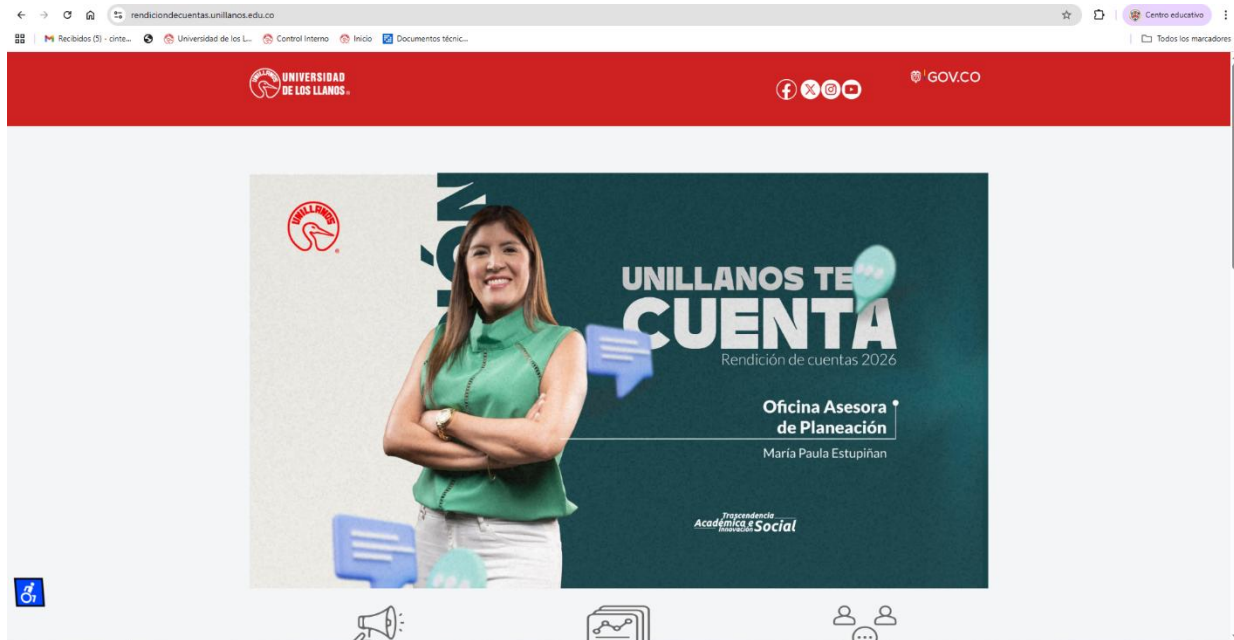 rendiciondecuentas.unillanos.edu.co
Centro educativo
Recibidos (5) - cinte...
Universidad de los L...
Control Interno
Inicio
Documentos técnic...
Todos los marcadores
UNIVERSIDAD
DE LOS LLANOS
GOV.CO
UNILLANOS
IÓN
UNILLANOS TE
CUENTA
Rendición de cuentas 2026
Oficina Asesora
de Planeación
María Paula Estupiñan
Trascendencia
Académica e Social
Innovación